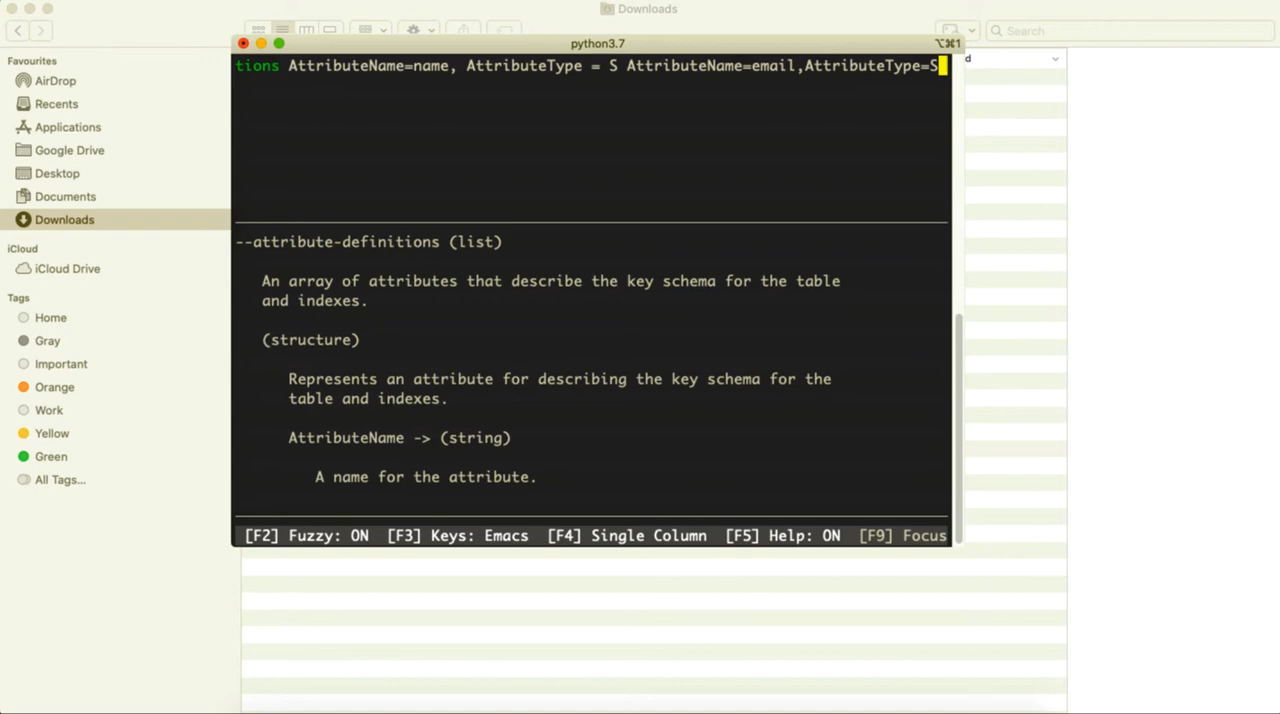 Downloads
Search
Favourites
AirDrop
Recents
Applications
Google Drive
Desktop
Documents
Downloads
iCloud
iCloud Drive
Tags
Home
Gray
Important
Orange
Work
Yellow
Green
All Tags...
d
python3.7
⌥⌘1
tions AttributeName=name, AttributeType = S AttributeName=email,AttributeType=S
--attribute-definitions (list)
An array of attributes that describe the key schema for the table
and indexes.
(structure)
Represents an attribute for describing the key schema for the
table and indexes.
AttributeName -> (string)
A name for the attribute.
[F2] Fuzzy: ON [F3] Keys: Emacs [F4] Single Column [F5] Help: ON [F9] Focus